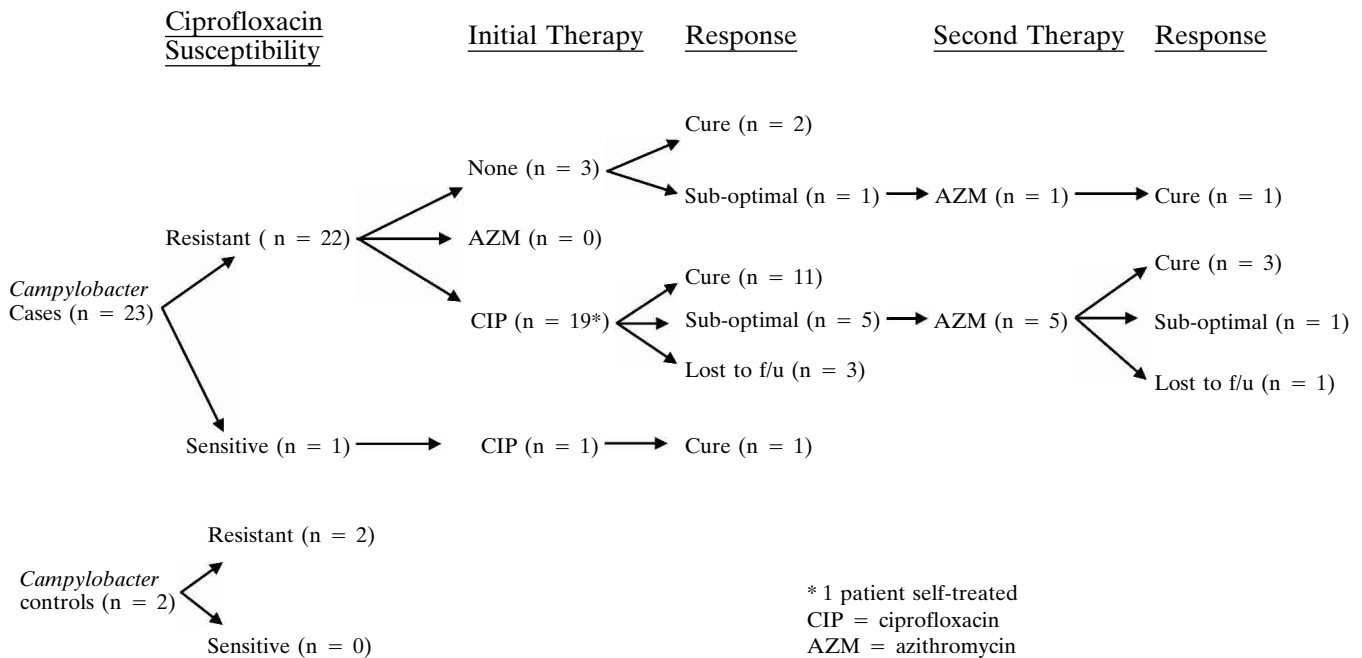 Ciprofloxacin
Susceptibility
Initial Therapy
Response
Second Therapy
Response
Cure (n = 2)
None (n = 3)
Sub-optimal (n = 1)
AZM (n = 1)
Cure (n = 1)
Resistant ( n = 22)
AZM (n = 0)
Cure (n = 11)
Cure (n = 3)
Campylobacter
Cases (n = 23)
CIP (n = 19*)
Sub-optimal (n = 5)
AZM (n = 5)
Sub-optimal (n = 1)
Lost to f/u (n = 3)
Lost to f/u (n = 1)
Sensitive (n = 1)
CIP (n = 1)
Cure (n = 1)
Resistant (n = 2)
Campylobacter
controls (n = 2)
Sensitive (n = 0)
* 1 patient self-treated
CIP = ciprofloxacin
AZM = azithromycin